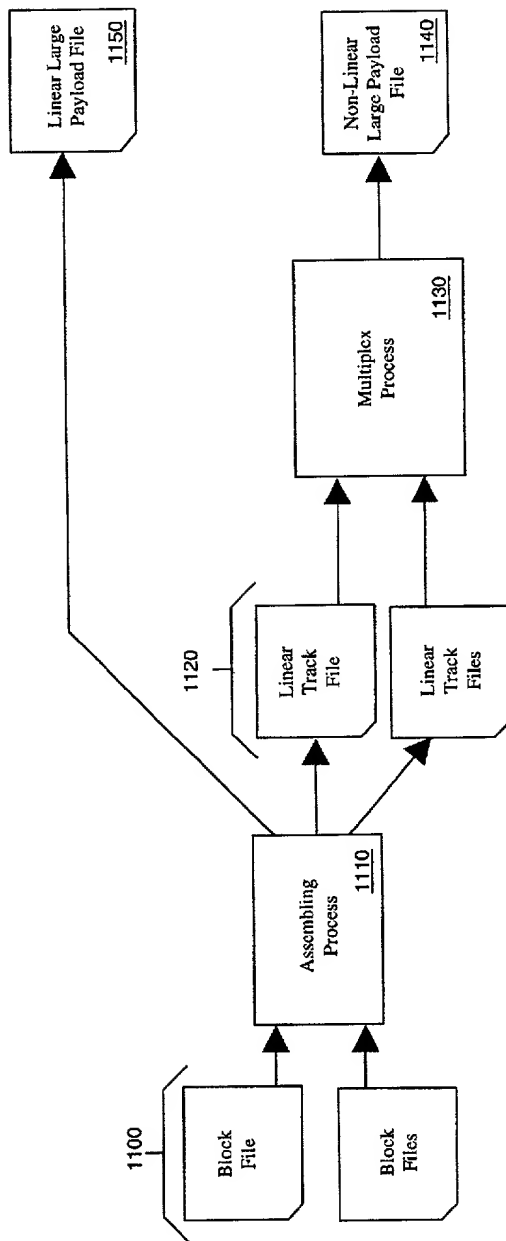 1100
Block
File
Block
Files
Assembling
Process
1110
1120
Linear
Track
File
Linear
Track
Files
Multiplex
Process
1130
Linear Large
Payload File
1150
Non-Linear
Large Payload
File
1140